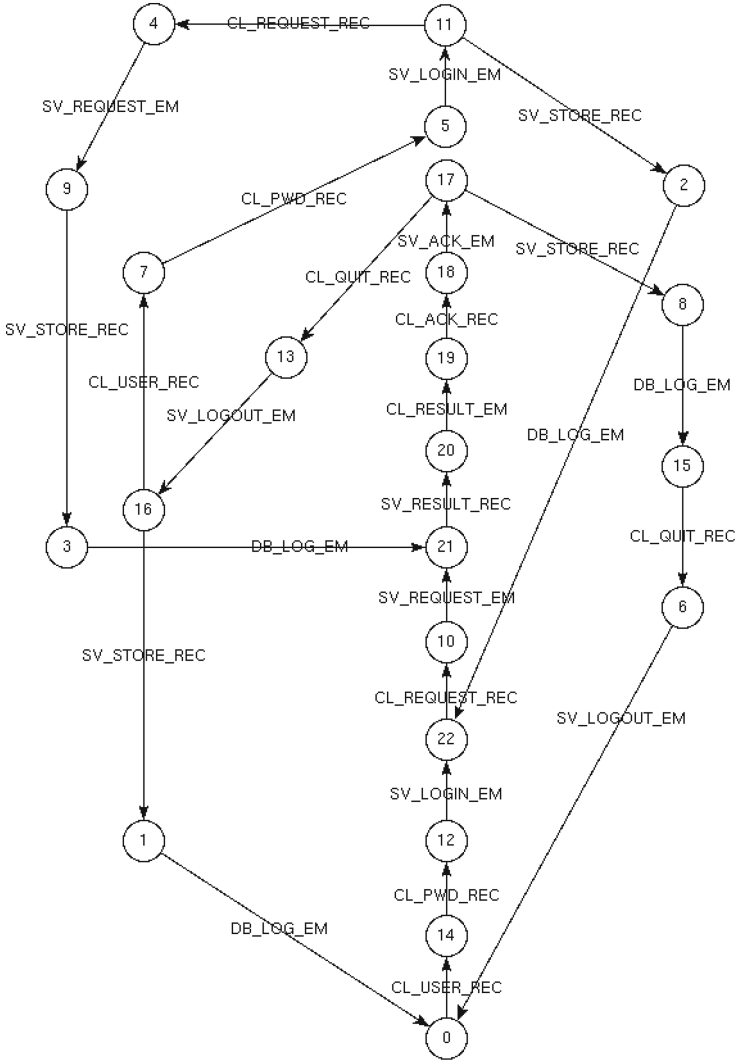 4
CL_REQUEST_REC
11
SV_LOGIN_EM
SV_REQUEST_EM
SV_STORE_REC
5
9
CL_PWD_REC
17
2
SV_ACK_EM
SV_STORE_REC
7
CL_QUIT_REC
18
8
SV_STORE_REC
CL_ACK_REC
13
19
CL_USER_REC
DB_LOG_EM
SV_LOGOUT_EM
CL_RESULT_EM
DB_LOG_EM
20
15
16
SV_RESULT_REC
3
DB_LOG_EM
21
CL_QUIT_REC
SV_REQUEST_EM
6
10
SV_STORE_REC
CL_REQUEST_REC
SV_LOGOUT_EM
22
SV_LOGIN_EM
1
12
CL_PWD_REC
DB_LOG_EM
14
CL_USER_REC
0